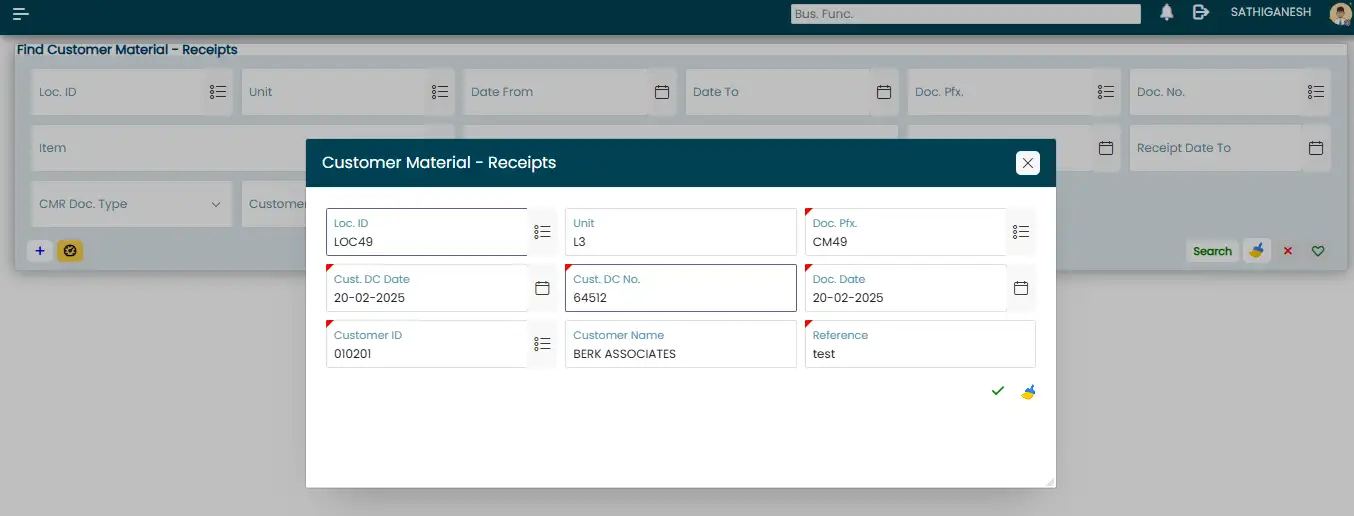 Bus. Func.
SATHIGANESH
Find Customer Material - Receipts
Loc. ID
Unit
Date From
Date To
Doc. Pfx.
Doc. No.
Item
Receipt Date To
CMR Doc. Type
Customer
Search
Customer Material - Receipts
Loc. ID
Unit
Doc. Pfx.
LOC49
L3
CM49
Cust. DC Date
Cust. DC No.
Doc. Date
20-02-2025
64512
20-02-2025
Customer ID
Customer Name
Reference
010201
BERK ASSOCIATES
test